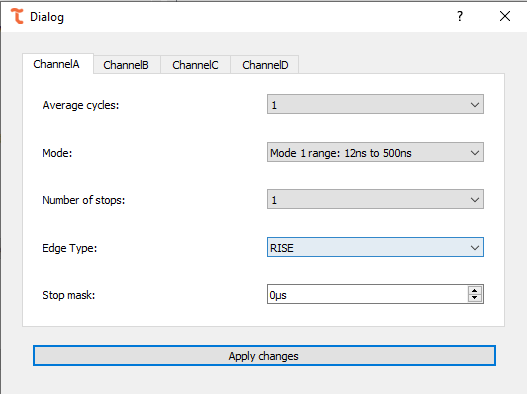 Dialog
ChannelA ChannelB ChannelC ChannelD
Average cycles: 1
Mode: Mode 1 range: 12ns to 500ns
Number of stops: 1
Edge Type: RISE
Stop mask: 0µs
Apply changes